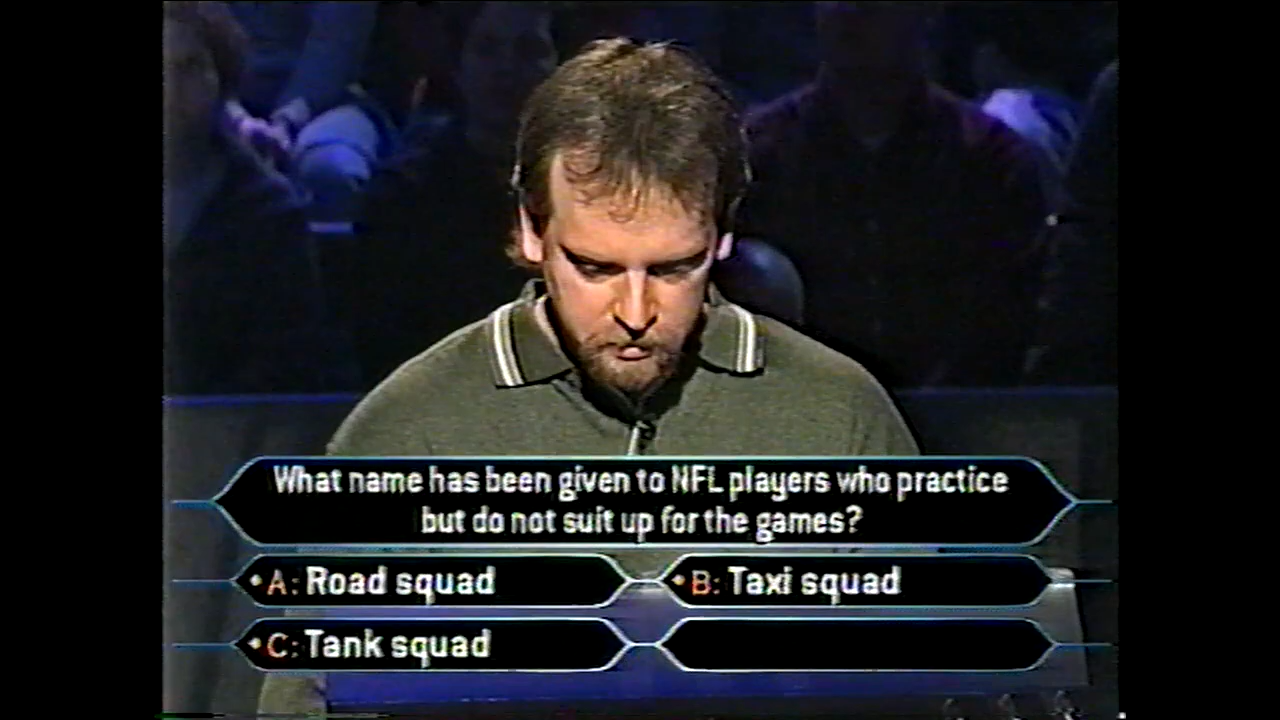 What name has been given to NFL players who practice
but do not suit up for the games?
A: Road squad
B: Taxi squad
C: Tank squad